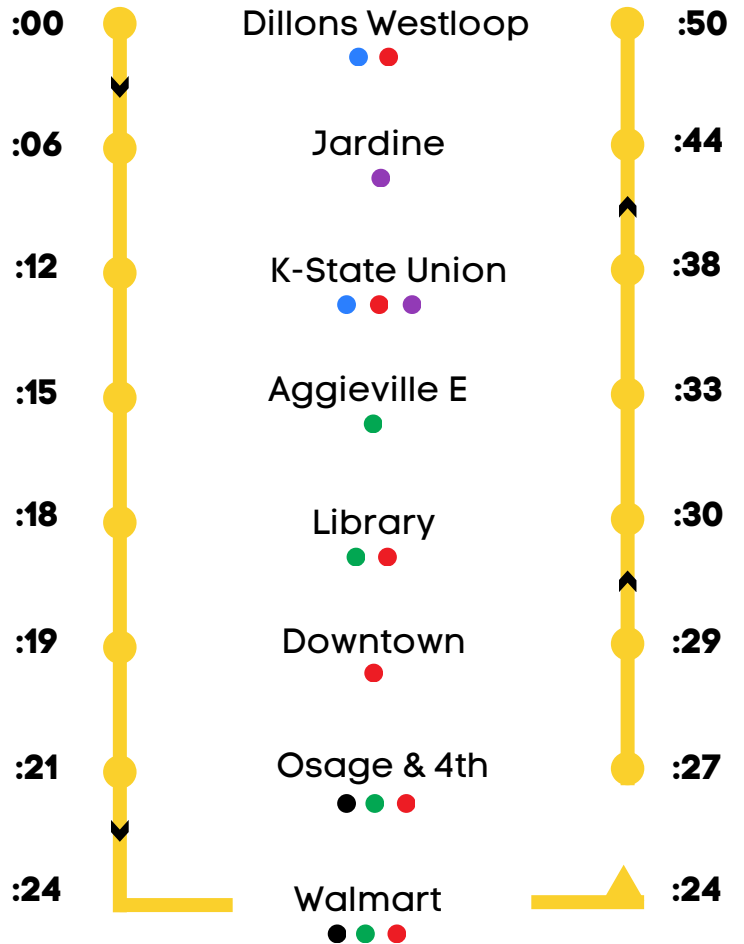 :00 Dillons Westloop :50
:06 Jardine :44
:12 K-State Union :38
:15 Aggieville E :33
:18 Library :30
:19 Downtown :29
:21 Osage & 4th :27
:24 Walmart :24